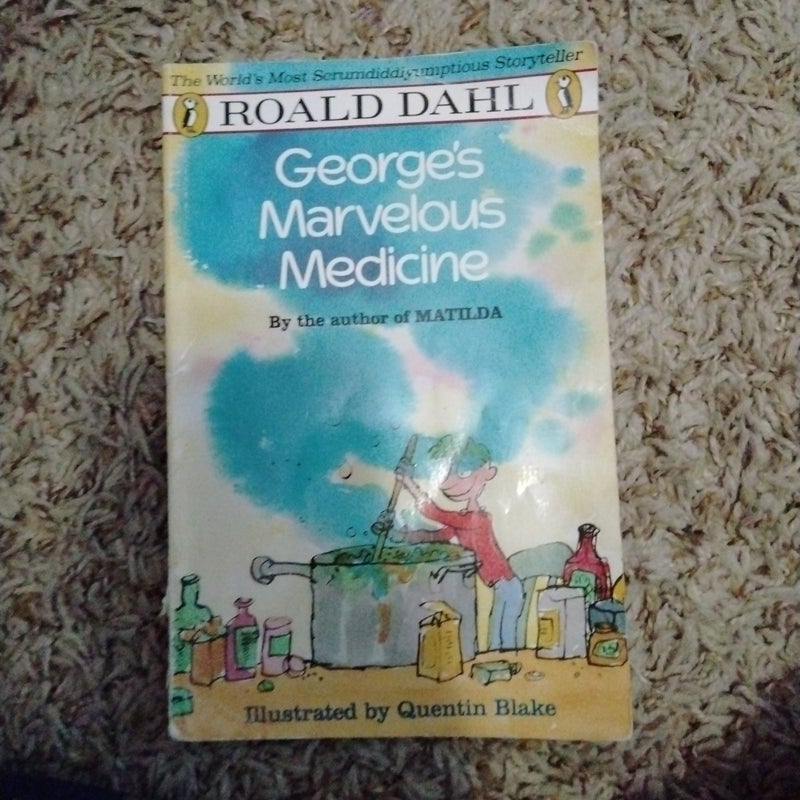 The World's Most Scrumdiddlyumptious Storyteller
ROALD DAHL
George's
Marvelous
Medicine
By the author of MATILDA
Illustrated by Quentin Blake